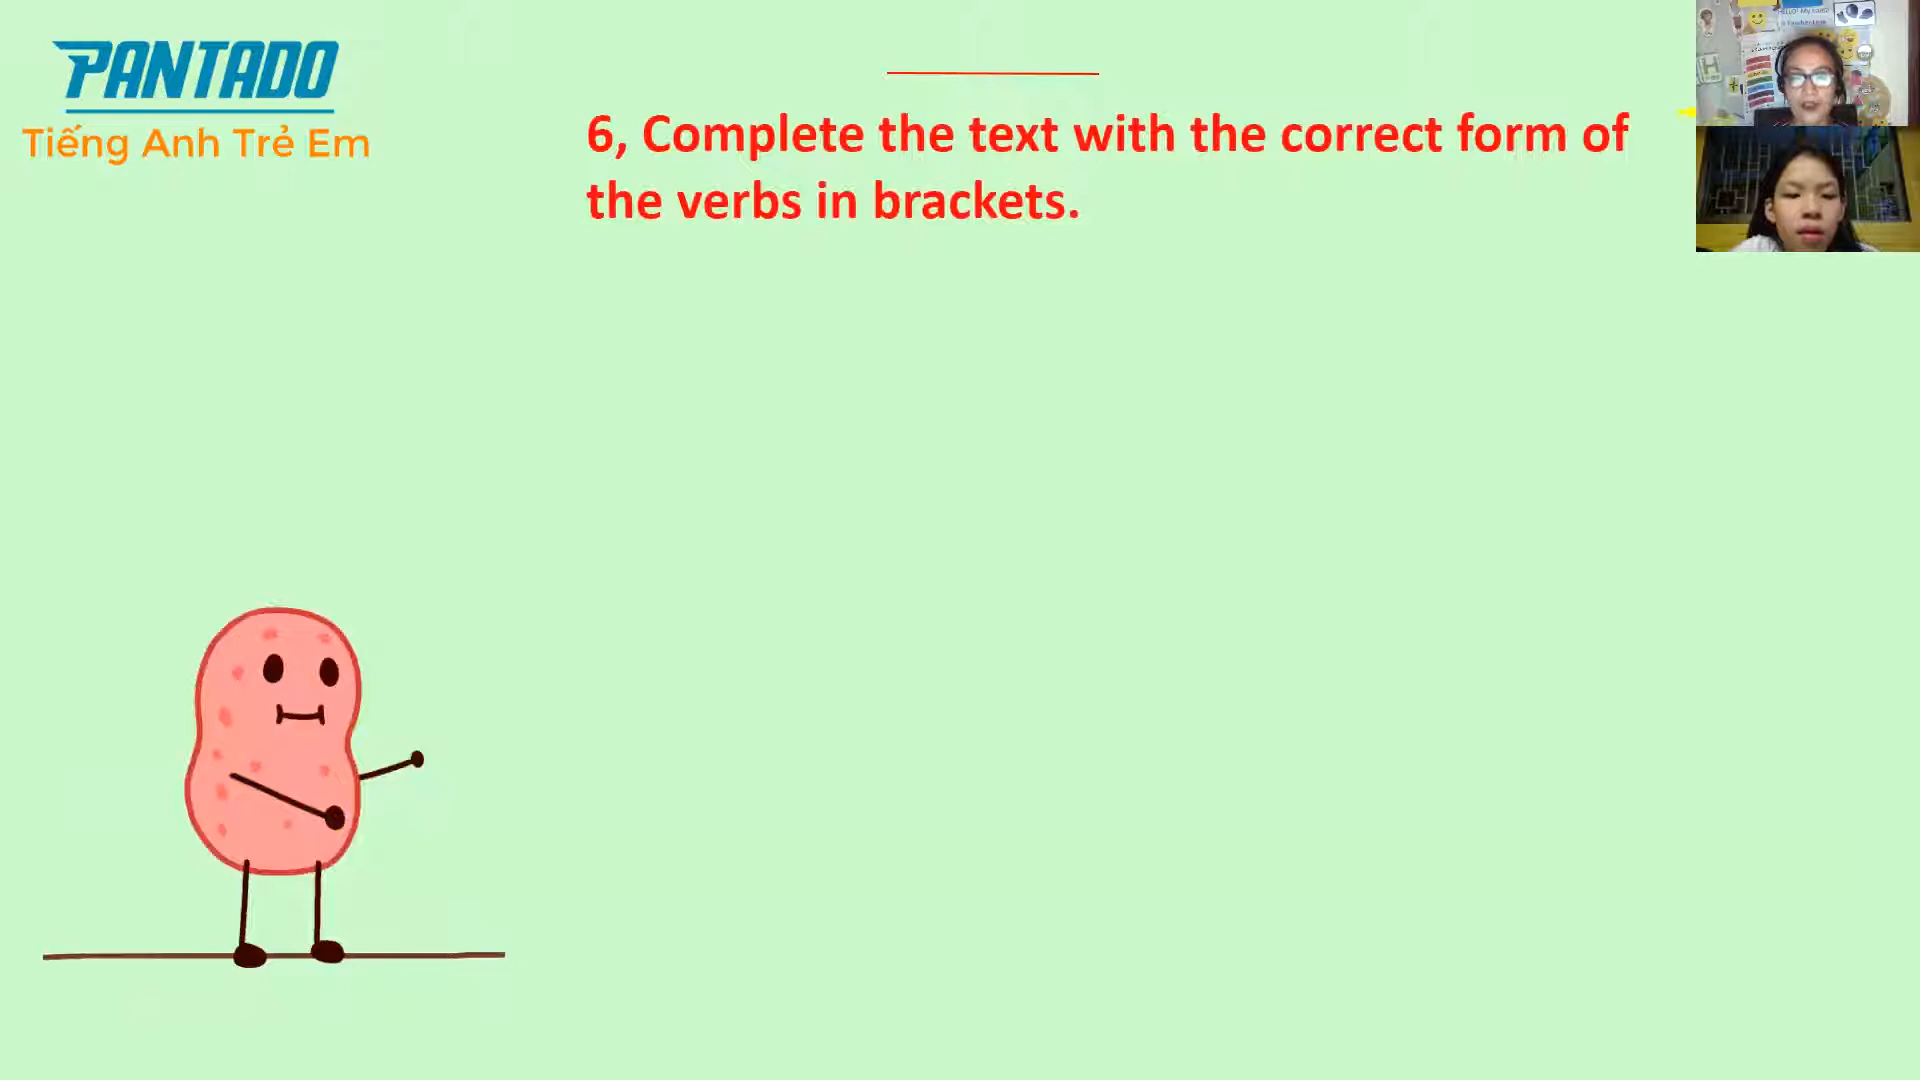 PANTADO
Tiếng Anh Trẻ Em
6, Complete the text with the correct form of
the verbs in brackets.